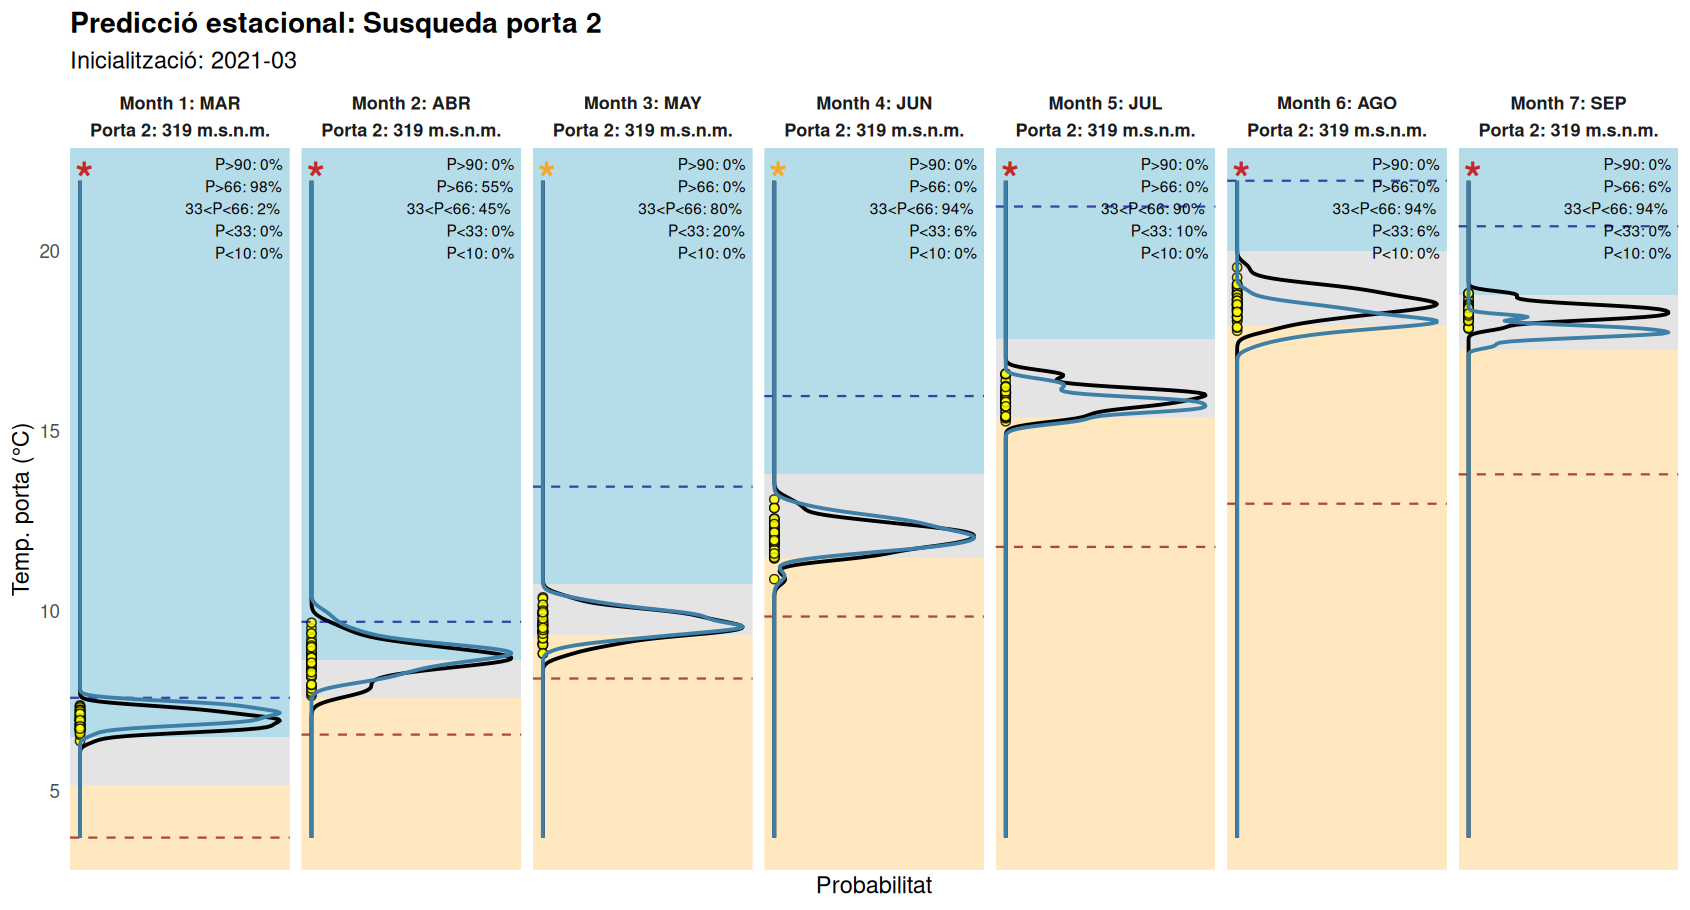 Predicció estacional: Susqueda porta 2
Inicialització: 2021-03
Month 1: MAR
Porta 2: 319 m.s.n.m.
Month 2: ABR
Porta 2: 319 m.s.n.m.
Month 3: MAY
Porta 2: 319 m.s.n.m.
Month 4: JUN
Porta 2: 319 m.s.n.m.
Month 5: JUL
Porta 2: 319 m.s.n.m.
Month 6: AGO
Porta 2: 319 m.s.n.m.
Month 7: SEP
Porta 2: 319 m.s.n.m.
*
P>90: 0%
P>66: 98%
33<P<66: 2%
P<33: 0%
P<10: 0%
*
P>90: 0%
P>66: 55%
33<P<66: 45%
P<33: 0%
P<10: 0%
*
P>90: 0%
P>66: 0%
33<P<66: 80%
P<33: 20%
P<10: 0%
*
P>90: 0%
P>66: 0%
33<P<66: 94%
P<33: 6%
P<10: 0%
*
P>90: 0%
P>66: 0%
33<P<66: 90%
P<33: 10%
P<10: 0%
*
P>90: 0%
P>66: 0%
33<P<66: 94%
P<33: 6%
P<10: 0%
*
P>90: 0%
P>66: 6%
33<P<66: 94%
P<33: 0%
P<10: 0%
20
15
10
5
Temp. porta (°C)
Probabilitat